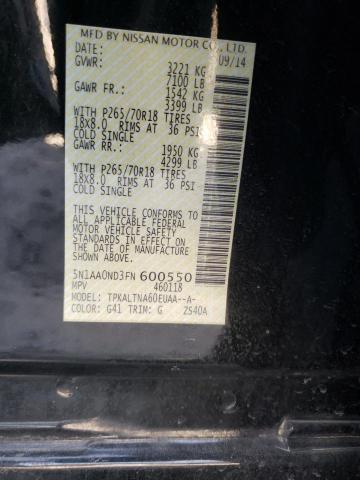 MFD BY NISSAN MOTOR CO., LTD.
DATE: 09/14
GVWR: 3221 KG
7100 LB
GAWR FR.: 1542 KG
3399 LB
WITH P265/70R18 TIRES
18X8.0 RIMS AT 36 PSI
COLD SINGLE
GAWR RR.: 1950 KG
4299 LB
WITH P265/70R18 TIRES
18X8.0 RIMS AT 36 PSI
COLD SINGLE
THIS VEHICLE CONFORMS TO
ALL APPLICABLE FEDERAL
MOTOR VEHICLE SAFETY
STANDARDS IN EFFECT ON
THE DATE OF MANUFACTURE
SHOWN ABOVE.
5N1AA0ND3FN600550
MPV 460118
MODEL: TPKALTNA60EUAA--A-
COLOR: G41 TRIM: G ZS40A